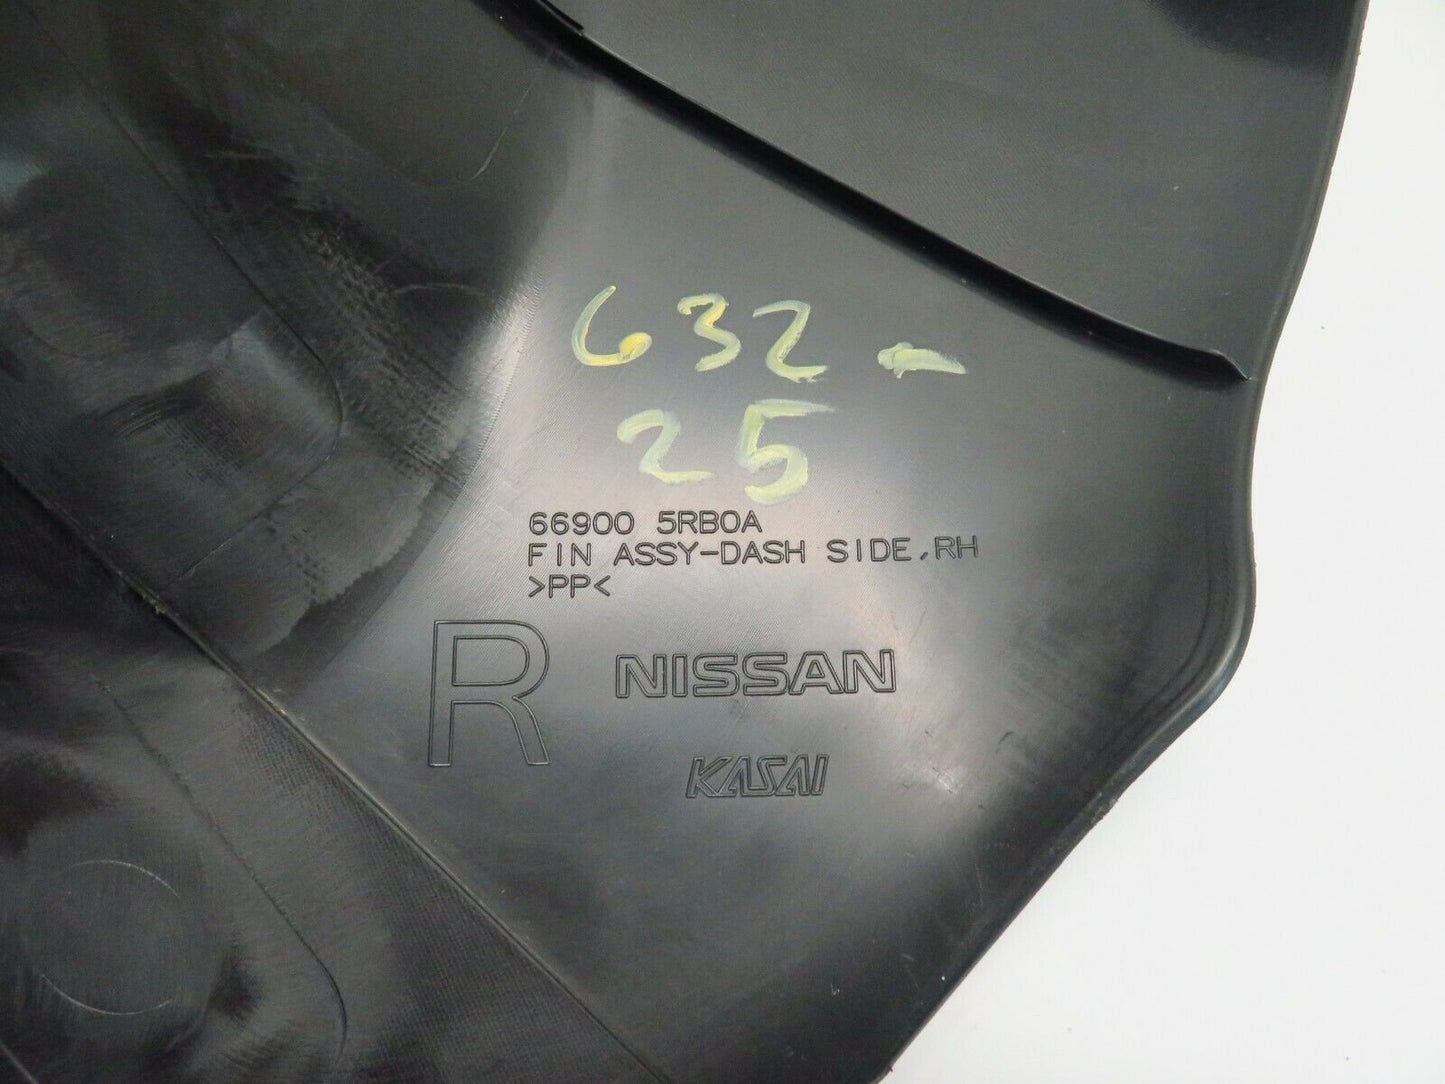 632-
25
66900 5RB0A
FIN ASSY-DASH SIDE,RH
>PP<
R NISSAN
KASAI